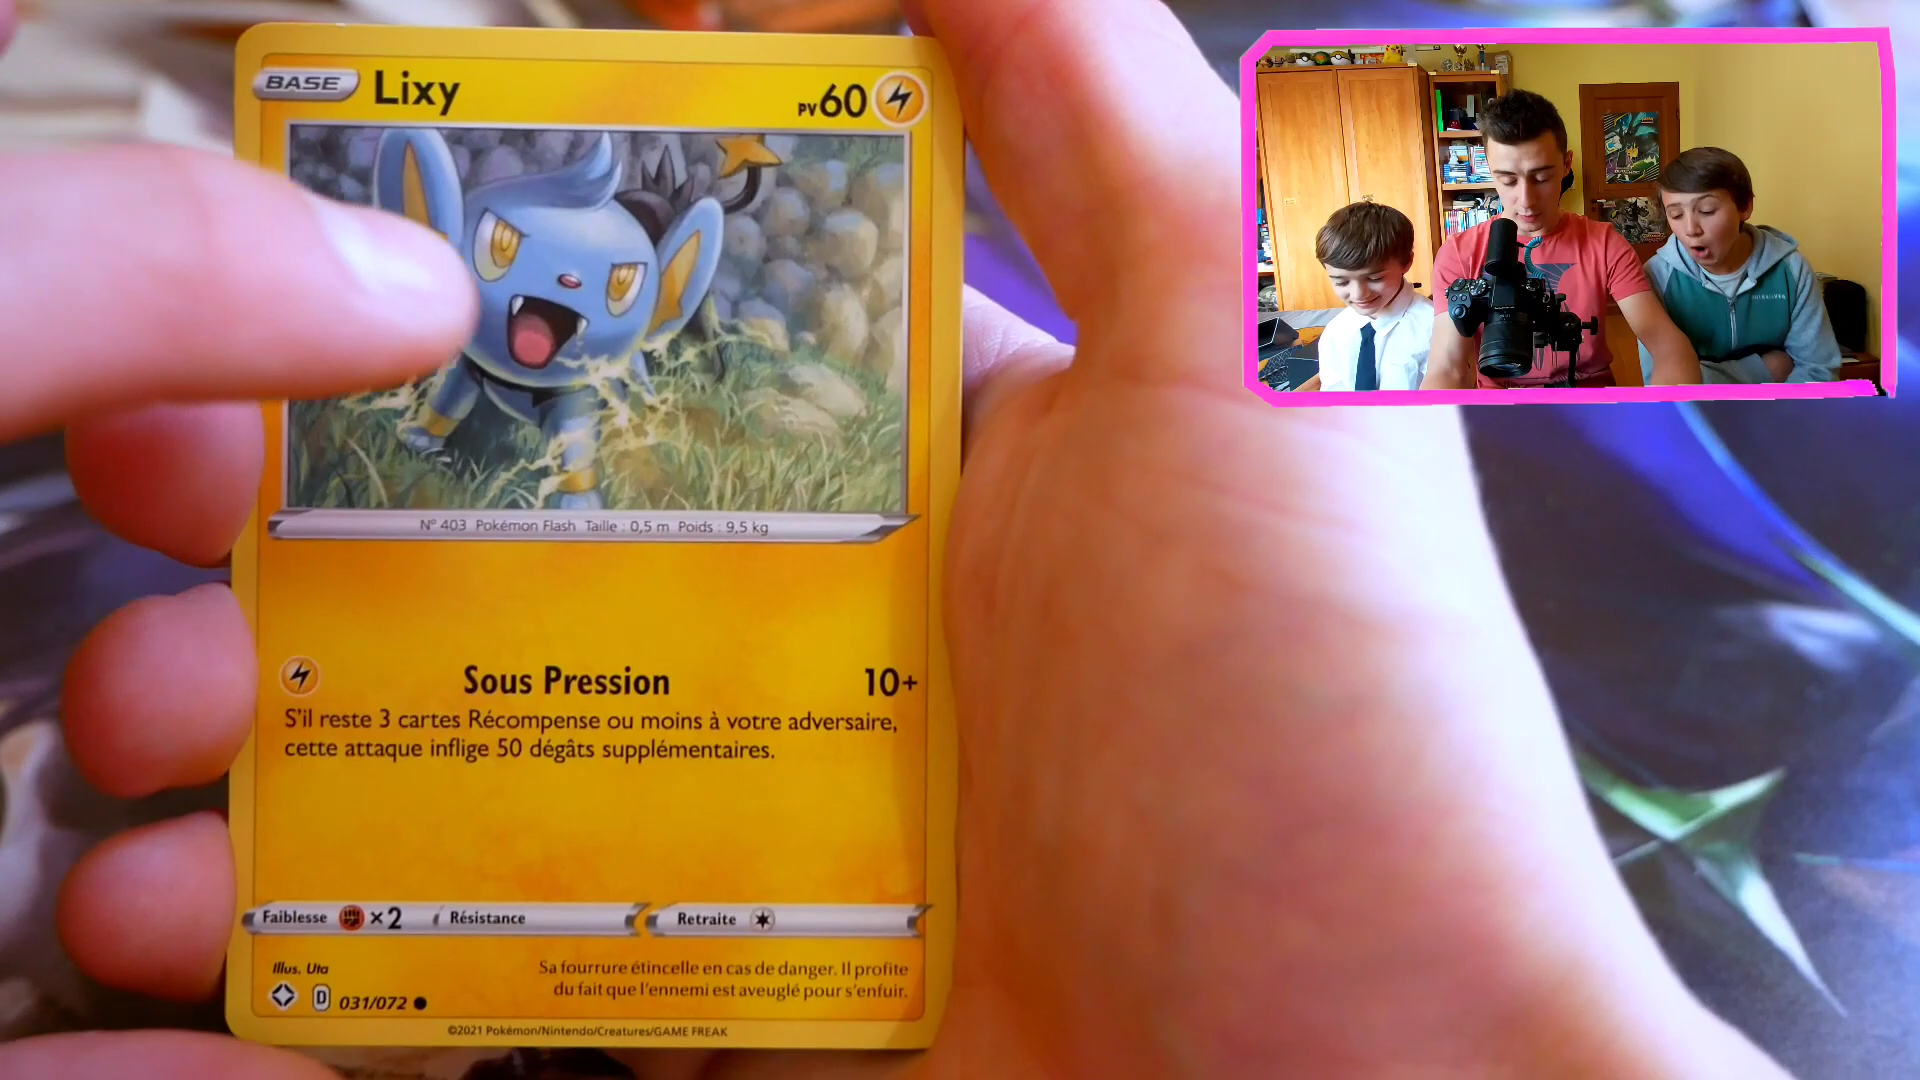 BASE Lixy PV60
N° 403 Pokémon Flash Taille : 0,5 m Poids : 9,5 kg
Sous Pression 10+
S'il reste 3 cartes Récompense ou moins à votre adversaire,
cette attaque inflige 50 dégâts supplémentaires.
Faiblesse ×2 Résistance Retraite
Illus. Uta
Sa fourrure étincelle en cas de danger. Il profite
du fait que l'ennemi est aveuglé pour s'enfuir.
D 031/072
©2021 Pokémon/Nintendo/Creatures/GAME FREAK